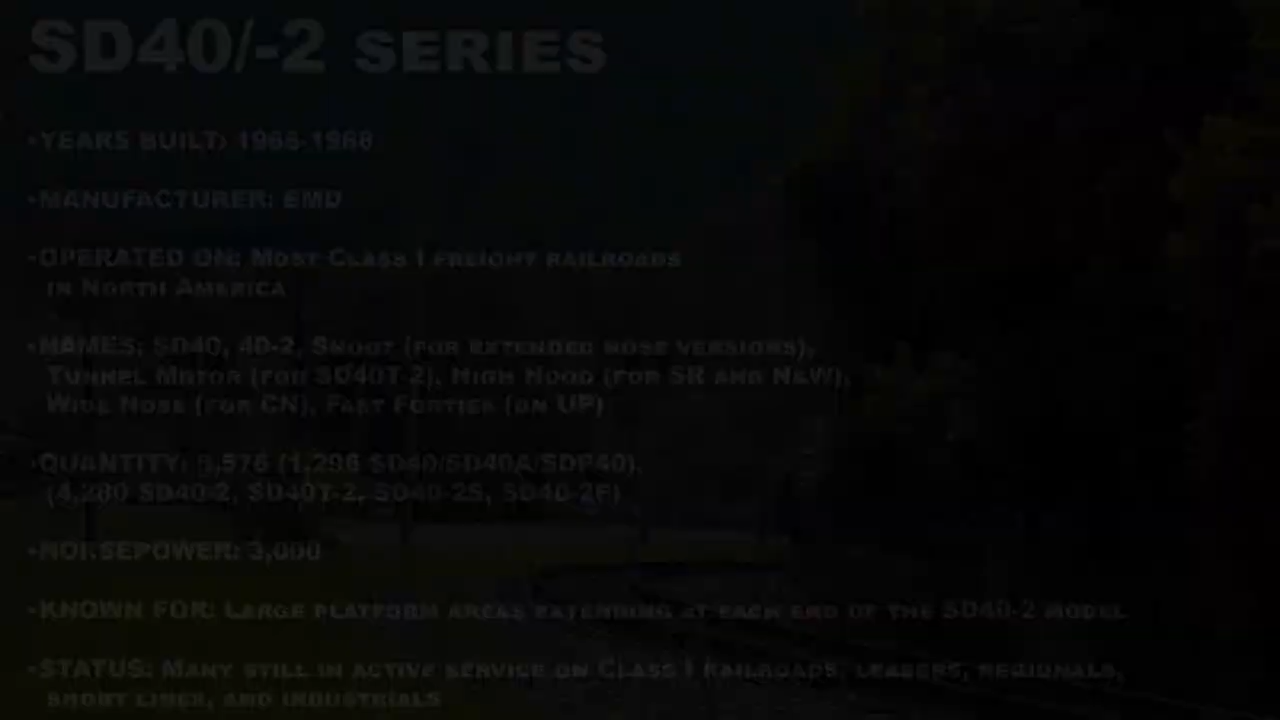 SD40/-2 SERIES
•YEARS BUILT: 1966-1988
•MANUFACTURER: EMD
•OPERATED ON: MOST CLASS I FREIGHT RAILROADS
IN NORTH AMERICA
•NAMES: SD40, 40-2, SNOOT (FOR EXTENDED NOSE VERSIONS),
TUNNEL MOTOR (FOR SD40T-2), HIGH HOOD (FOR SR AND N&W),
WIDE NOSE (FOR CN), FAST FORTIES (ON UP)
•QUANTITY: (1,296 SD40/SD40A/SDP40),
SD40-2, SD40T-2, SD40-2S, SD40-2F)
•HORSEPOWER: 3,000
•KNOWN FOR: LARGE PLATFORM AREAS EXTENDING AT EACH END OF THE SD40-2 MODEL
•STATUS: MANY STILL IN ACTIVE SERVICE ON CLASS I RAILROADS, LEASERS, REGIONALS,
SHORT LINES, AND INDUSTRIALS